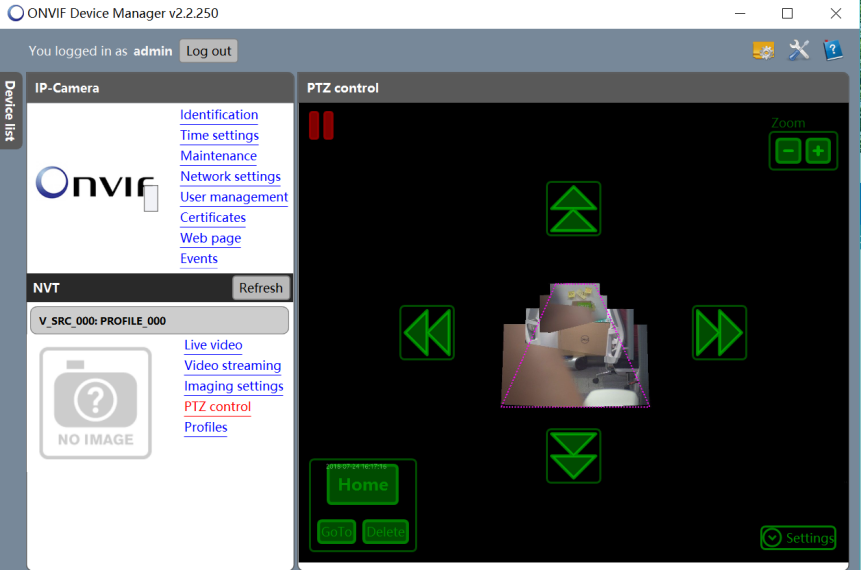 ONVIF Device Manager v2.2.250
You logged in as admin Log out
Device list
IP-Camera
ONVIF
Identification
Time settings
Maintenance
Network settings
User management
Certificates
Web page
Events
NVT Refresh
V_SRC_000: PROFILE_000
NO IMAGE
Live video
Video streaming
Imaging settings
PTZ control
Profiles
PTZ control
Zoom
2018-07-24 16:17:16
Home
GoTo Delete
Settings